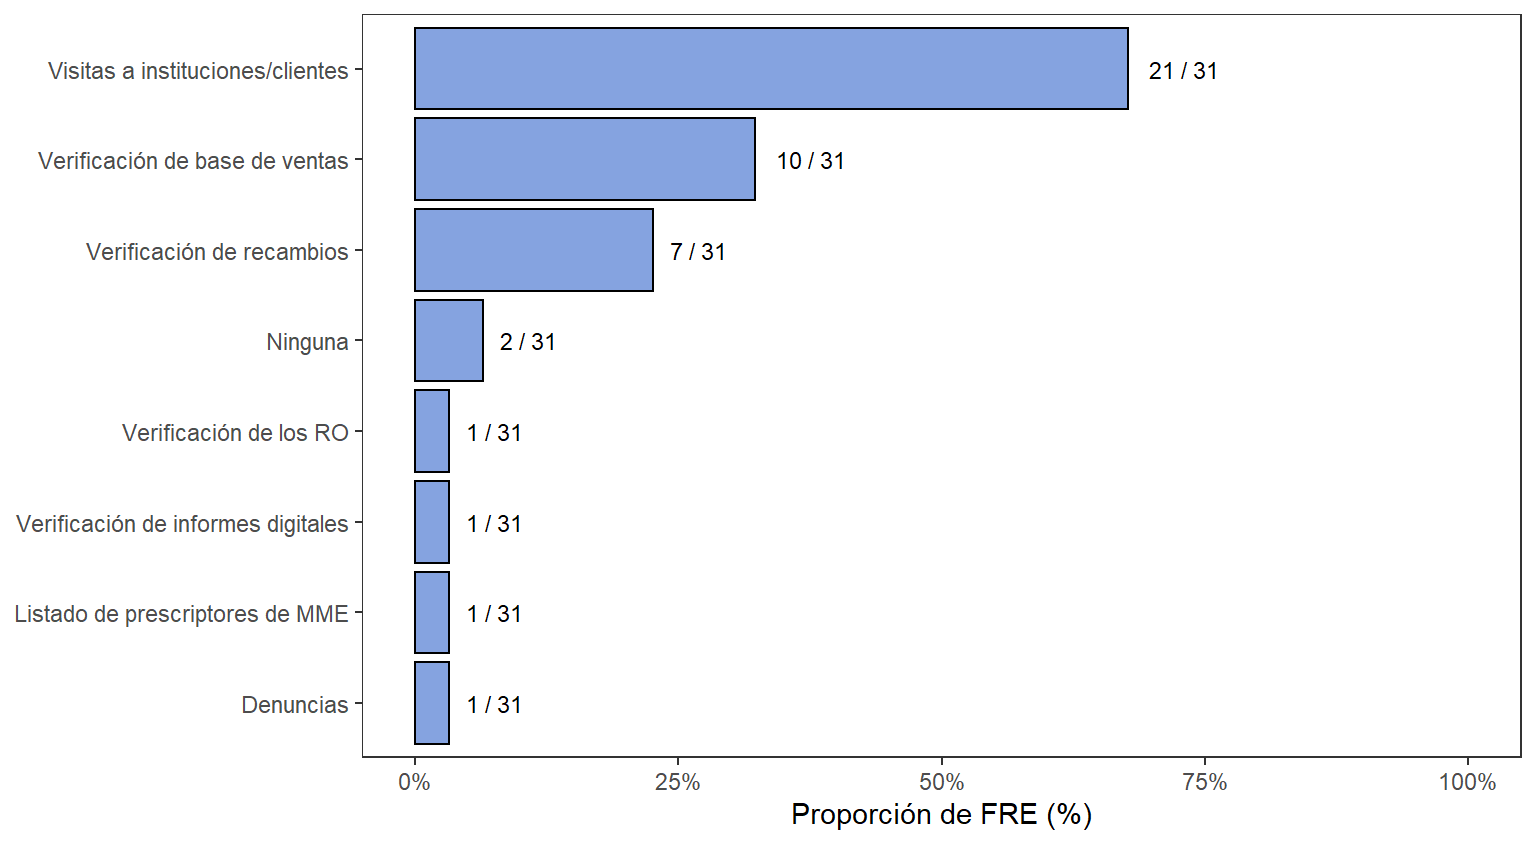 Visitas a instituciones/clientes
21 / 31
Verificación de base de ventas
10 / 31
Verificación de recambios
7 / 31
Ninguna
2 / 31
Verificación de los RO
1 / 31
Verificación de informes digitales
1 / 31
Listado de prescriptores de MME
1 / 31
Denuncias
1 / 31
0% 25% 50% 75% 100%
Proporción de FRE (%)